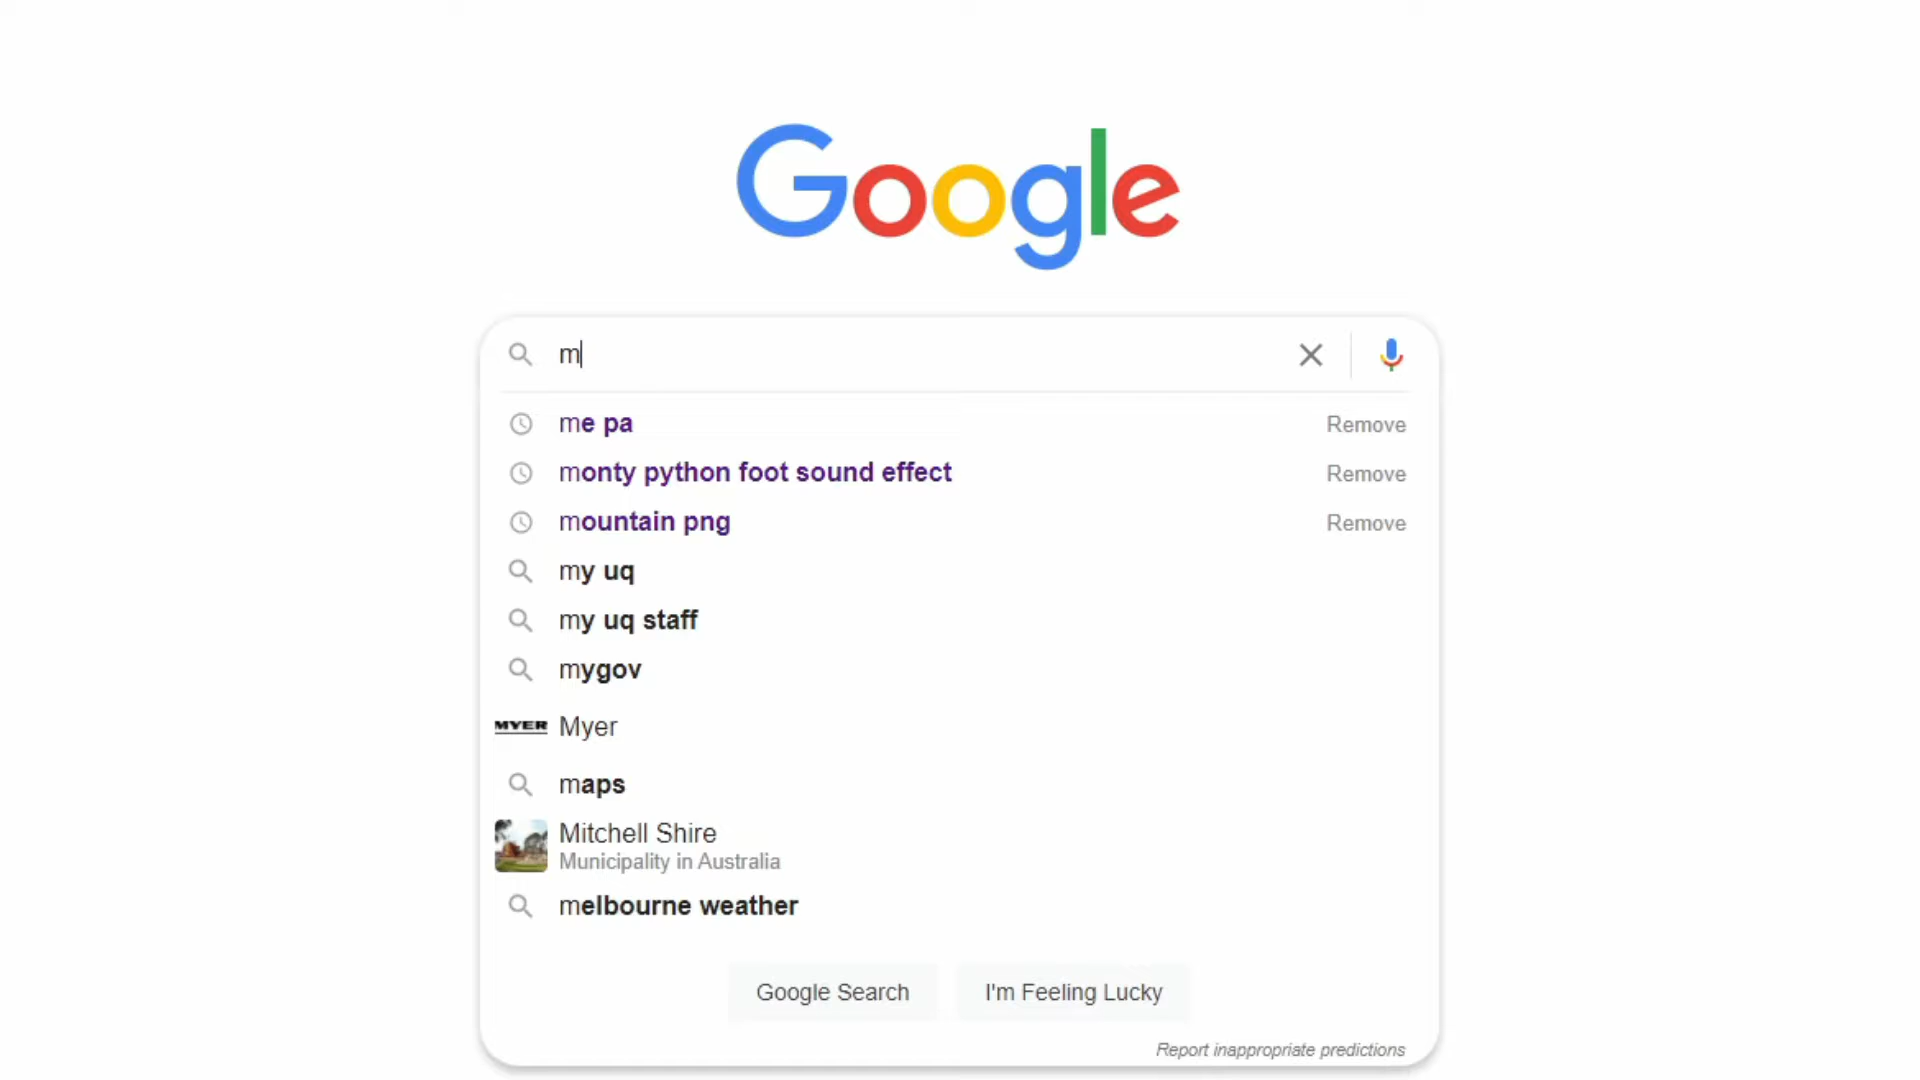 Google
m
me pa Remove
monty python foot sound effect Remove
mountain png Remove
my uq
my uq staff
mygov
MYER Myer
maps
Mitchell Shire
Municipality in Australia
melbourne weather
Google Search I'm Feeling Lucky
Report inappropriate predictions